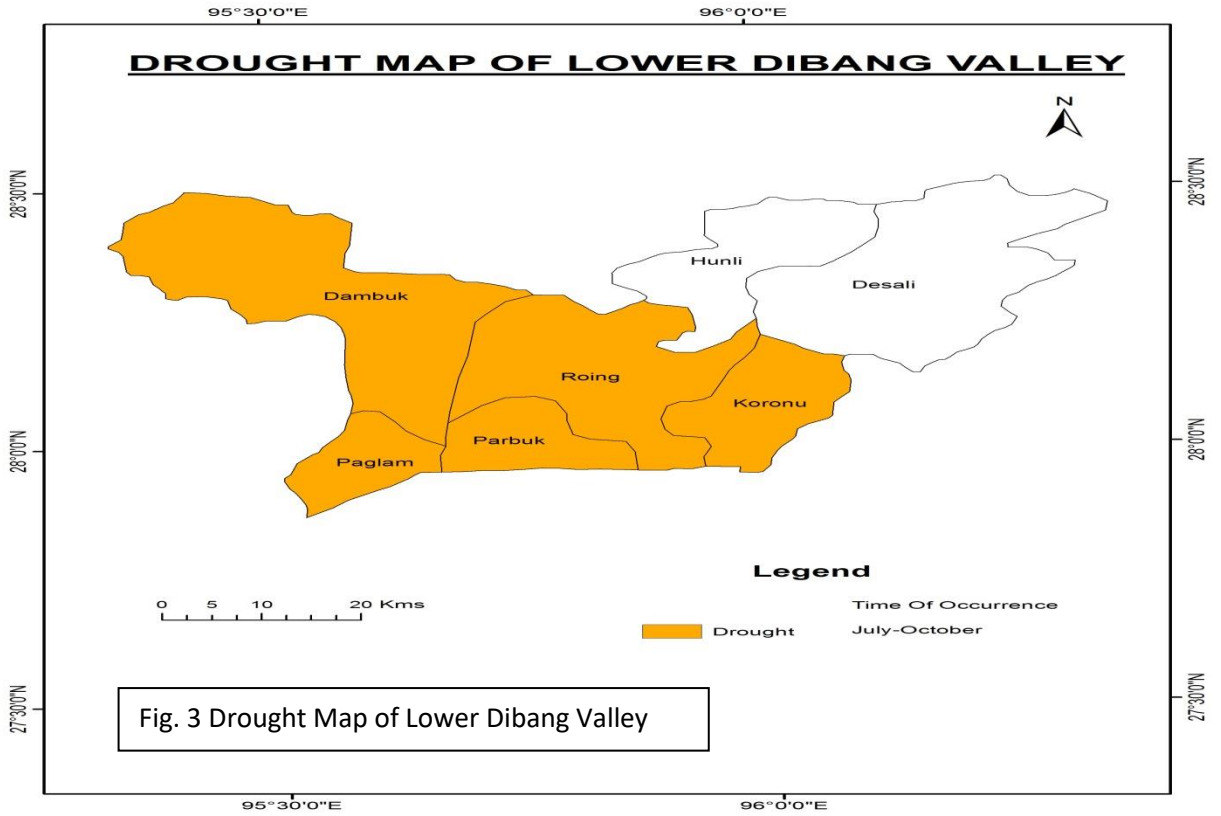 95°30'0"E 96°0'0"E
DROUGHT MAP OF LOWER DIBANG VALLEY
N
28°30'0"N 28°30'0"N
Hunli
Desali
Dambuk
Roing
Koronu
Parbuk
Paglam
28°0'0"N 28°0'0"N
Legend
0 5 10 20 Kms
Time Of Occurrence
Drought July-October
Fig. 3 Drought Map of Lower Dibang Valley
27°30'0"N 27°30'0"N
95°30'0"E 96°0'0"E